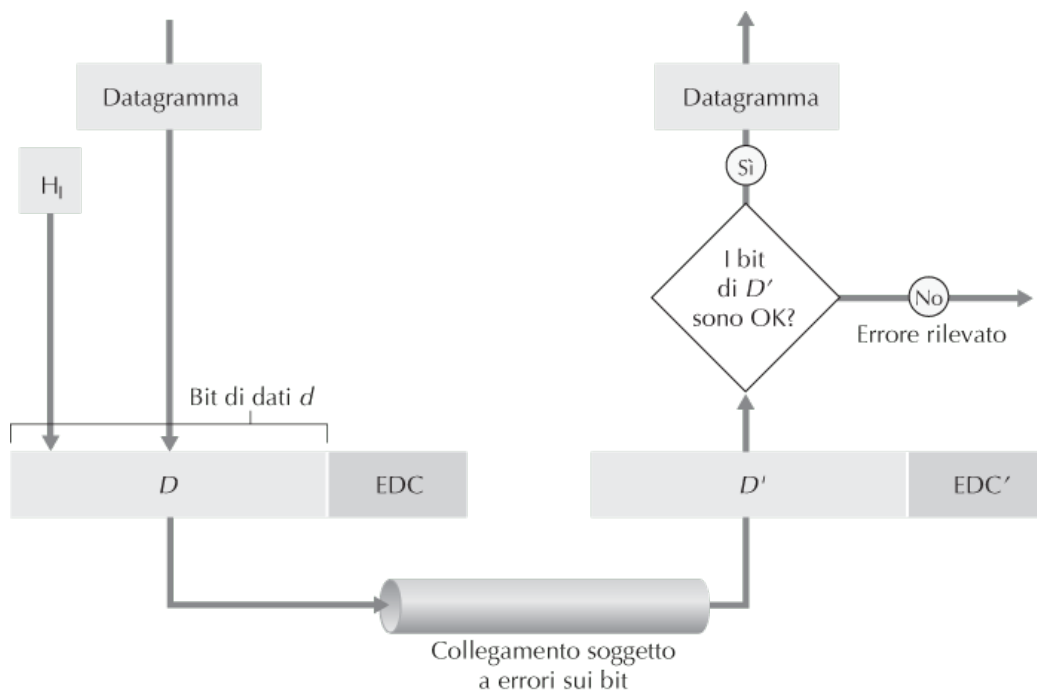 Datagramma
Datagramma
H_l
Sì
I bit
di D′
sono OK?
No
Errore rilevato
Bit di dati d
D
EDC
D′
EDC′
Collegamento soggetto
a errori sui bit